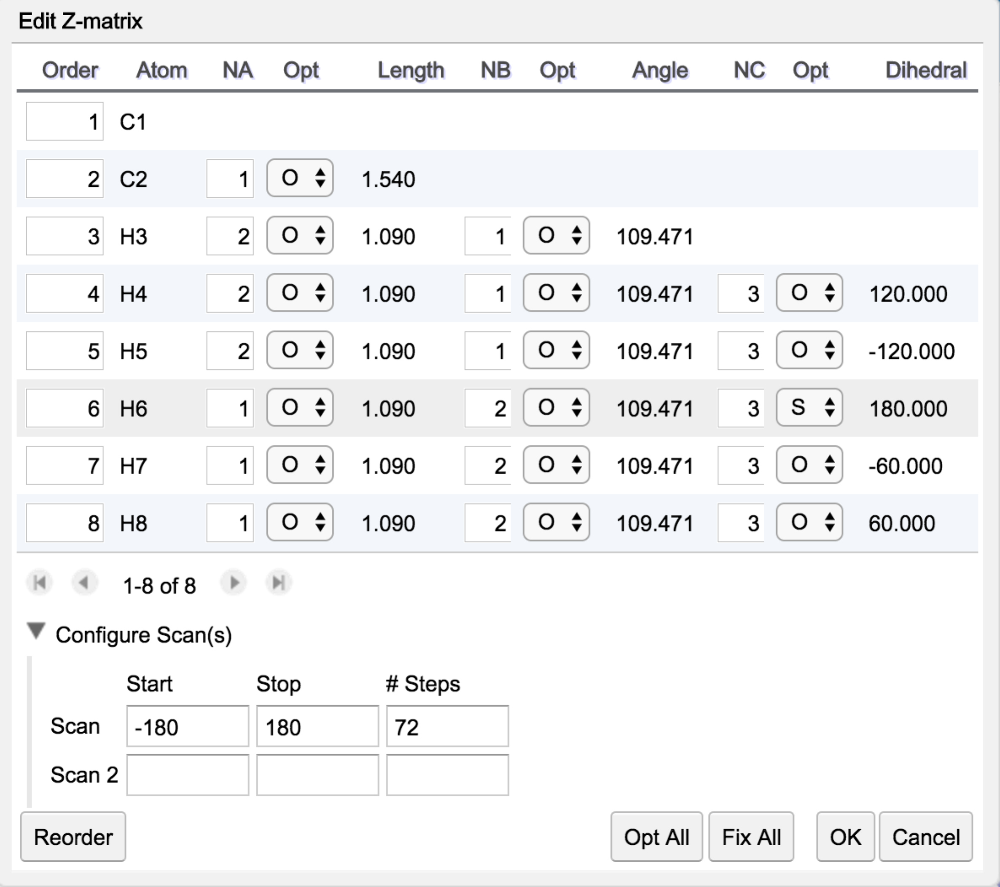 Edit Z-matrix
Order Atom NA Opt Length NB Opt Angle NC Opt Dihedral
1 C1
2 C2 1 O 1.540
3 H3 2 O 1.090 1 O 109.471
4 H4 2 O 1.090 1 O 109.471 3 O 120.000
5 H5 2 O 1.090 1 O 109.471 3 O -120.000
6 H6 1 O 1.090 2 O 109.471 3 S 180.000
7 H7 1 O 1.090 2 O 109.471 3 O -60.000
8 H8 1 O 1.090 2 O 109.471 3 O 60.000
1-8 of 8
Configure Scan(s)
Start Stop # Steps
Scan -180 180 72
Scan 2
Reorder Opt All Fix All OK Cancel